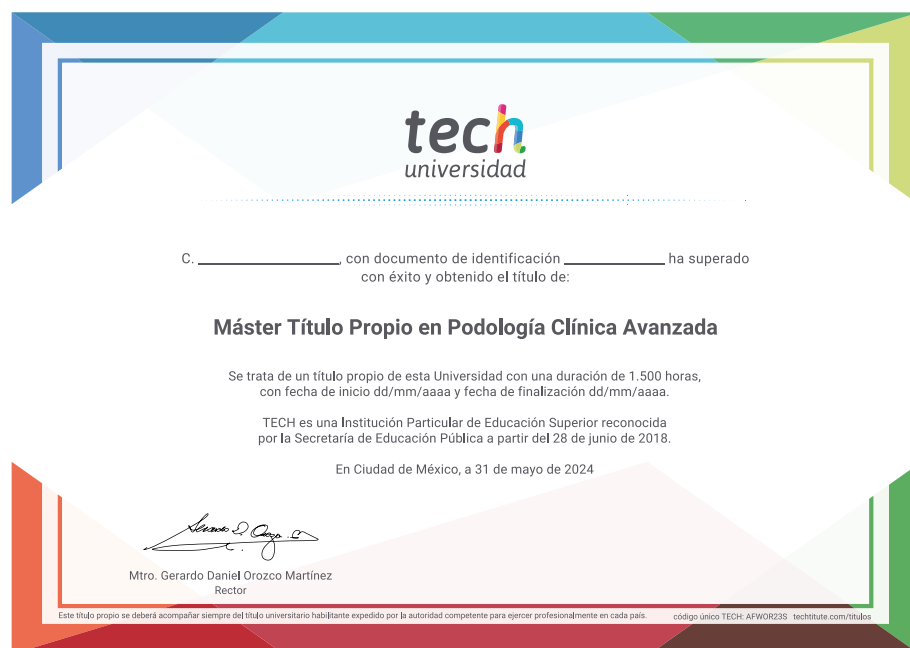 tech
universidad
C. ____________, con documento de identificación ____________ ha superado
con éxito y obtenido el título de:
Máster Título Propio en Podología Clínica Avanzada
Se trata de un título propio de esta Universidad con una duración de 1.500 horas,
con fecha de inicio dd/mm/aaaa y fecha de finalización dd/mm/aaaa.
TECH es una Institución Particular de Educación Superior reconocida
por la Secretaría de Educación Pública a partir del 28 de junio de 2018.
En Ciudad de México, a 31 de mayo de 2024
Mtro. Gerardo Daniel Orozco Martínez
Rector
Este título propio se deberá acompañar siempre del título universitario habilitante expedido por la autoridad competente para ejercer profesionalmente en cada país. código único TECH: AFWOR23S techtitute.com/titulos